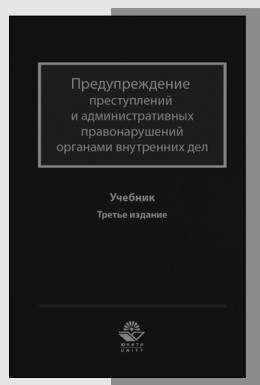 Предупреждение
преступлений
и административных
правонарушений
органами внутренних дел
Учебник
Третье издание
ЮНИТИ
UNITY